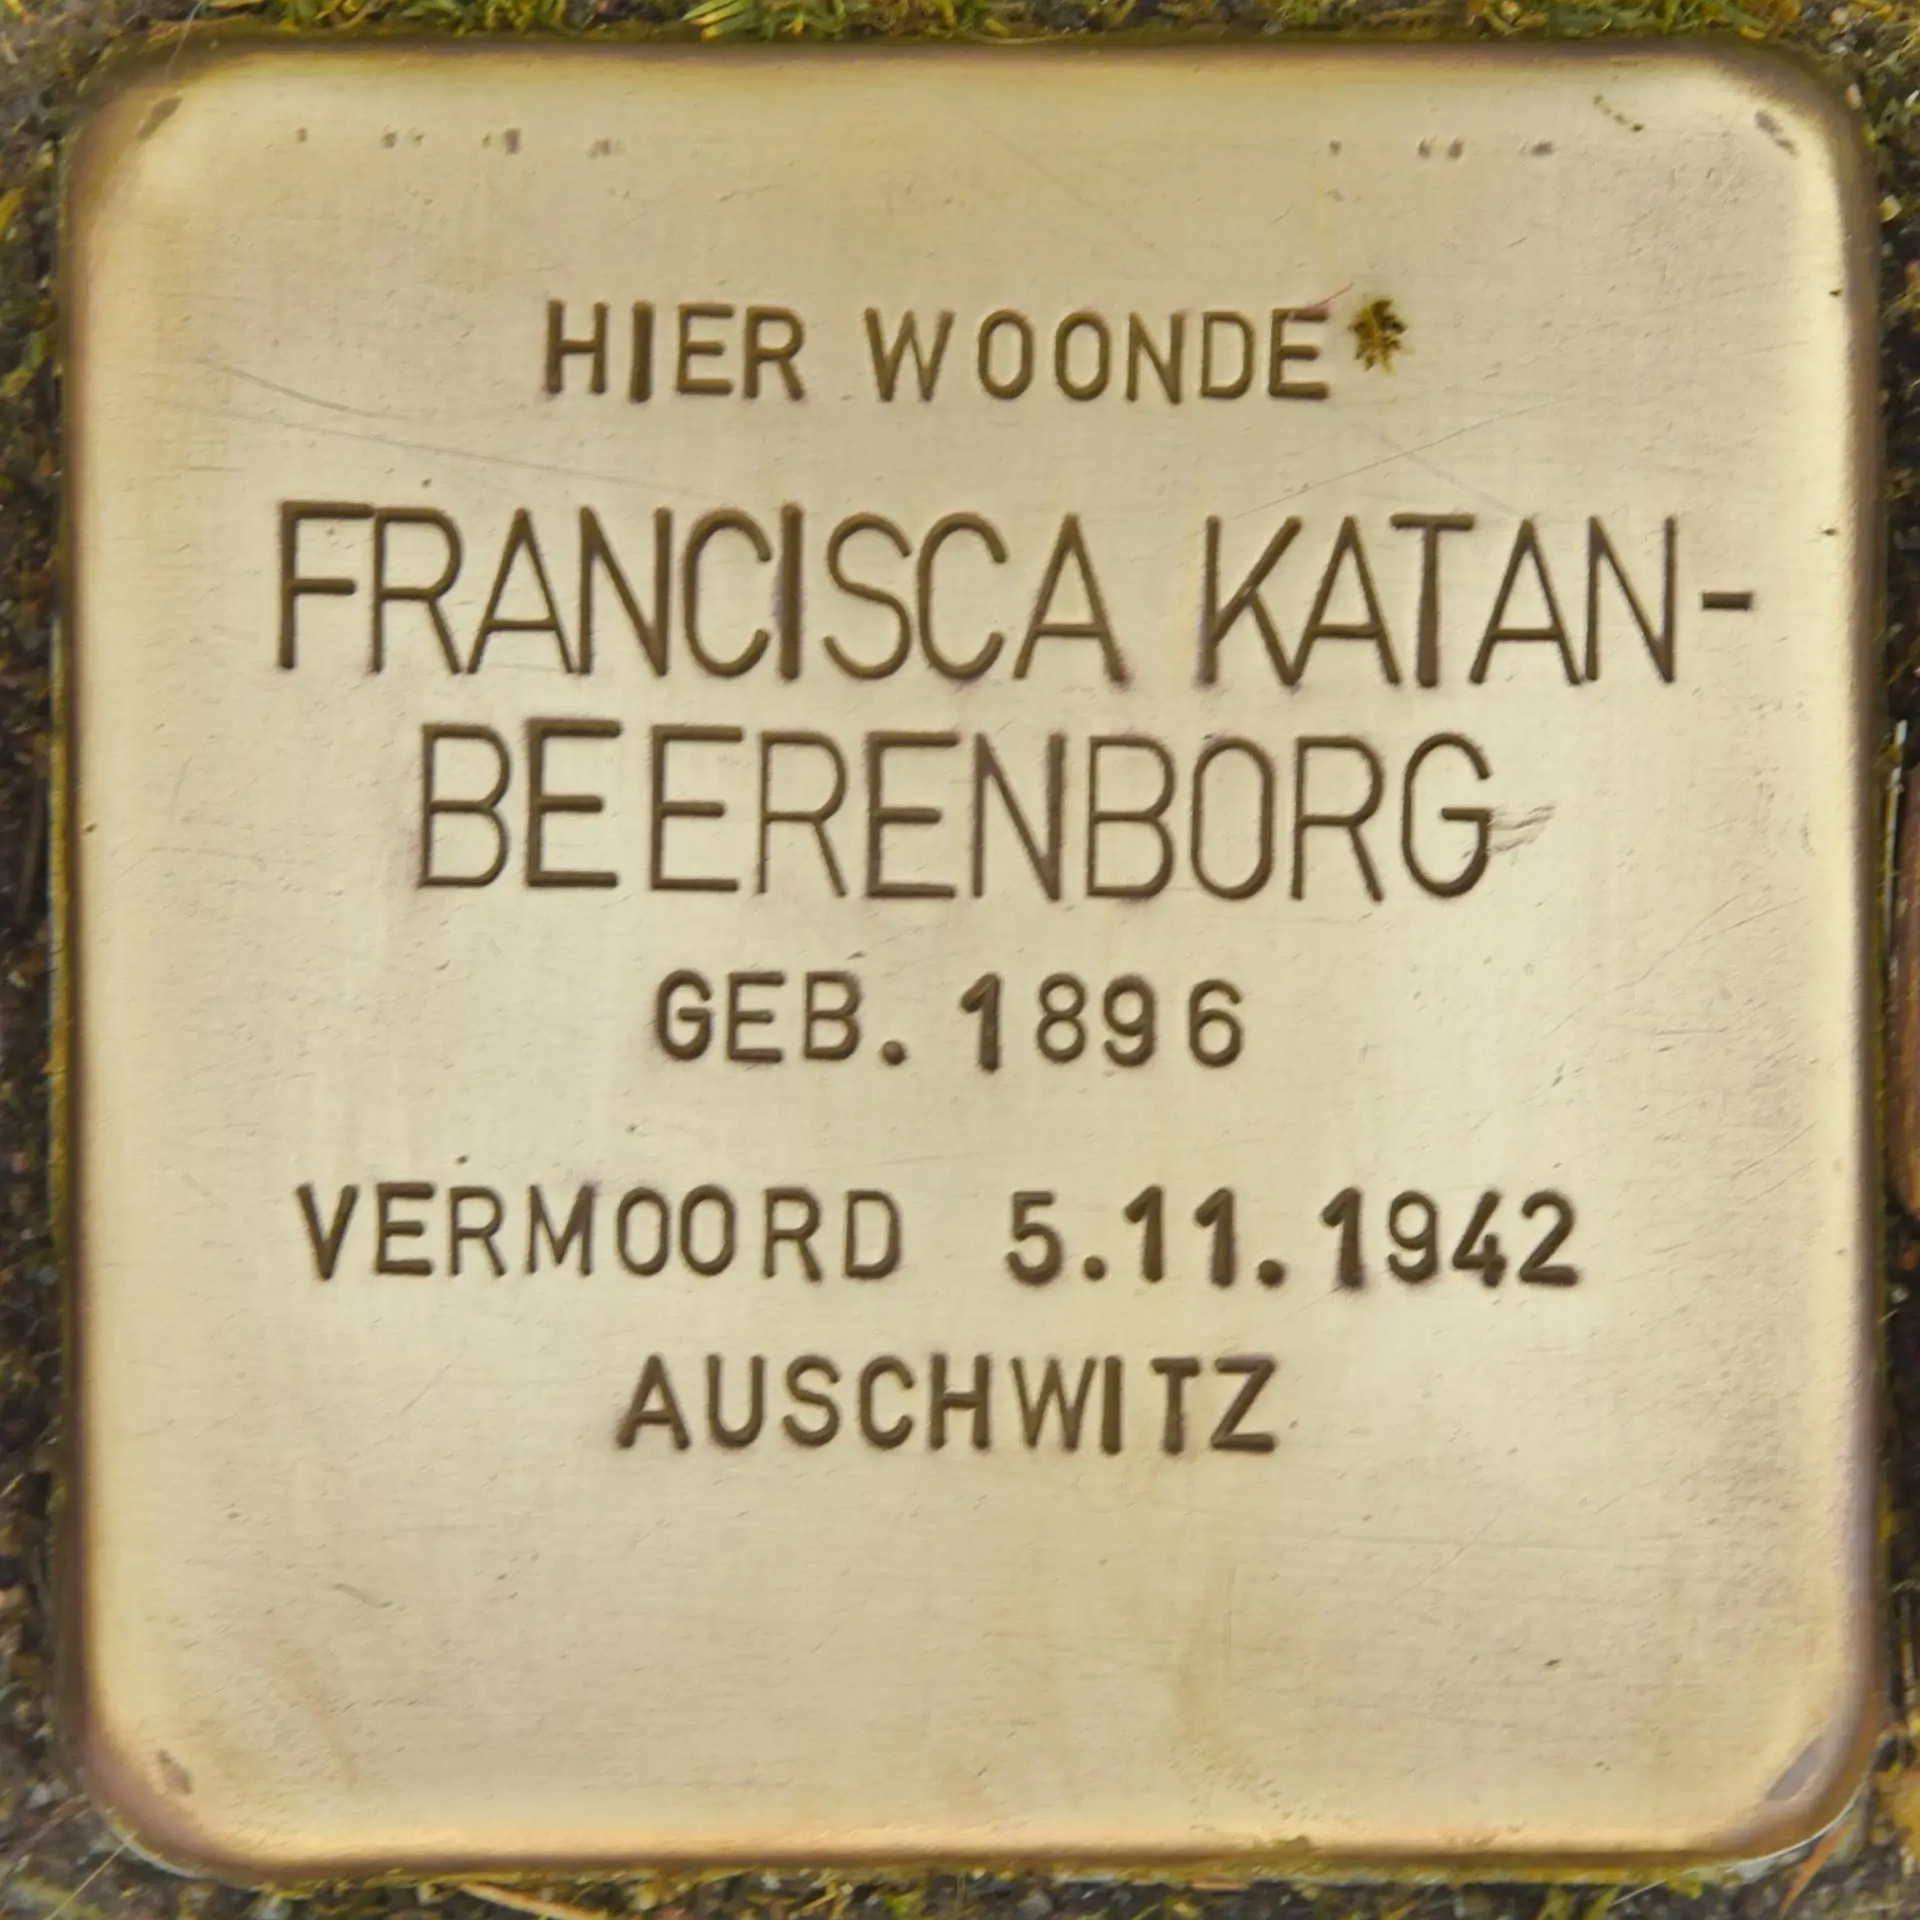 HIER WOONDE
FRANCISCA KATAN-
BEERENBORG
GEB. 1896
VERMOORD 5.11.1942
AUSCHWITZ